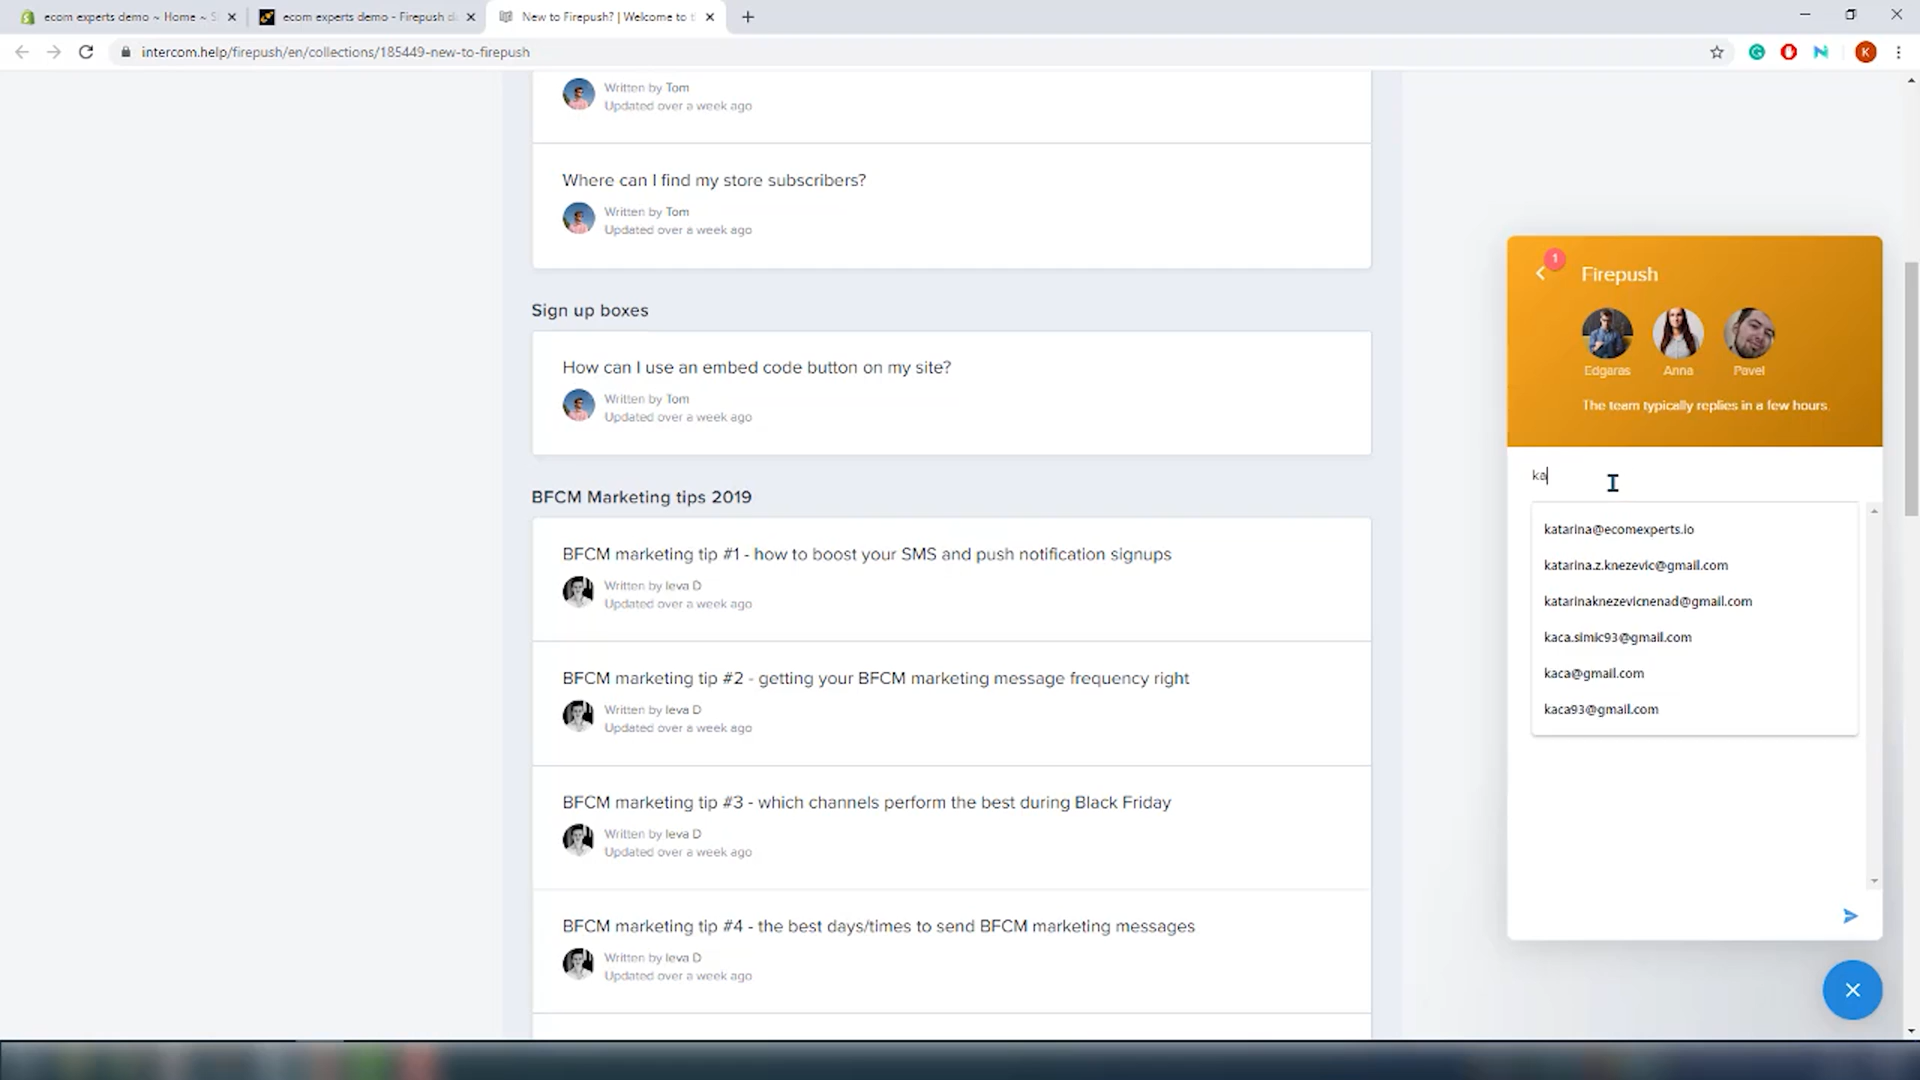 ecom experts demo ~ Home ~ S
ecom experts demo - Firepush d
New to Firepush? | Welcome to t
intercom.help/firepush/en/collections/185449-new-to-firepush
K
Written by Tom
Updated over a week ago
Where can I find my store subscribers?
Written by Tom
Updated over a week ago
Sign up boxes
How can I use an embed code button on my site?
Written by Tom
Updated over a week ago
BFCM Marketing tips 2019
BFCM marketing tip #1 - how to boost your SMS and push notification signups
Written by Ieva D
Updated over a week ago
BFCM marketing tip #2 - getting your BFCM marketing message frequency right
Written by Ieva D
Updated over a week ago
BFCM marketing tip #3 - which channels perform the best during Black Friday
Written by Ieva D
Updated over a week ago
BFCM marketing tip #4 - the best days/times to send BFCM marketing messages
Written by Ieva D
Updated over a week ago
1
Firepush
Edgaras Anna Pavel
The team typically replies in a few hours.
ka
katarina@ecomexperts.io
katarina.z.knezevic@gmail.com
katarinaknezevicnenad@gmail.com
kaca.simic93@gmail.com
kaca@gmail.com
kaca93@gmail.com